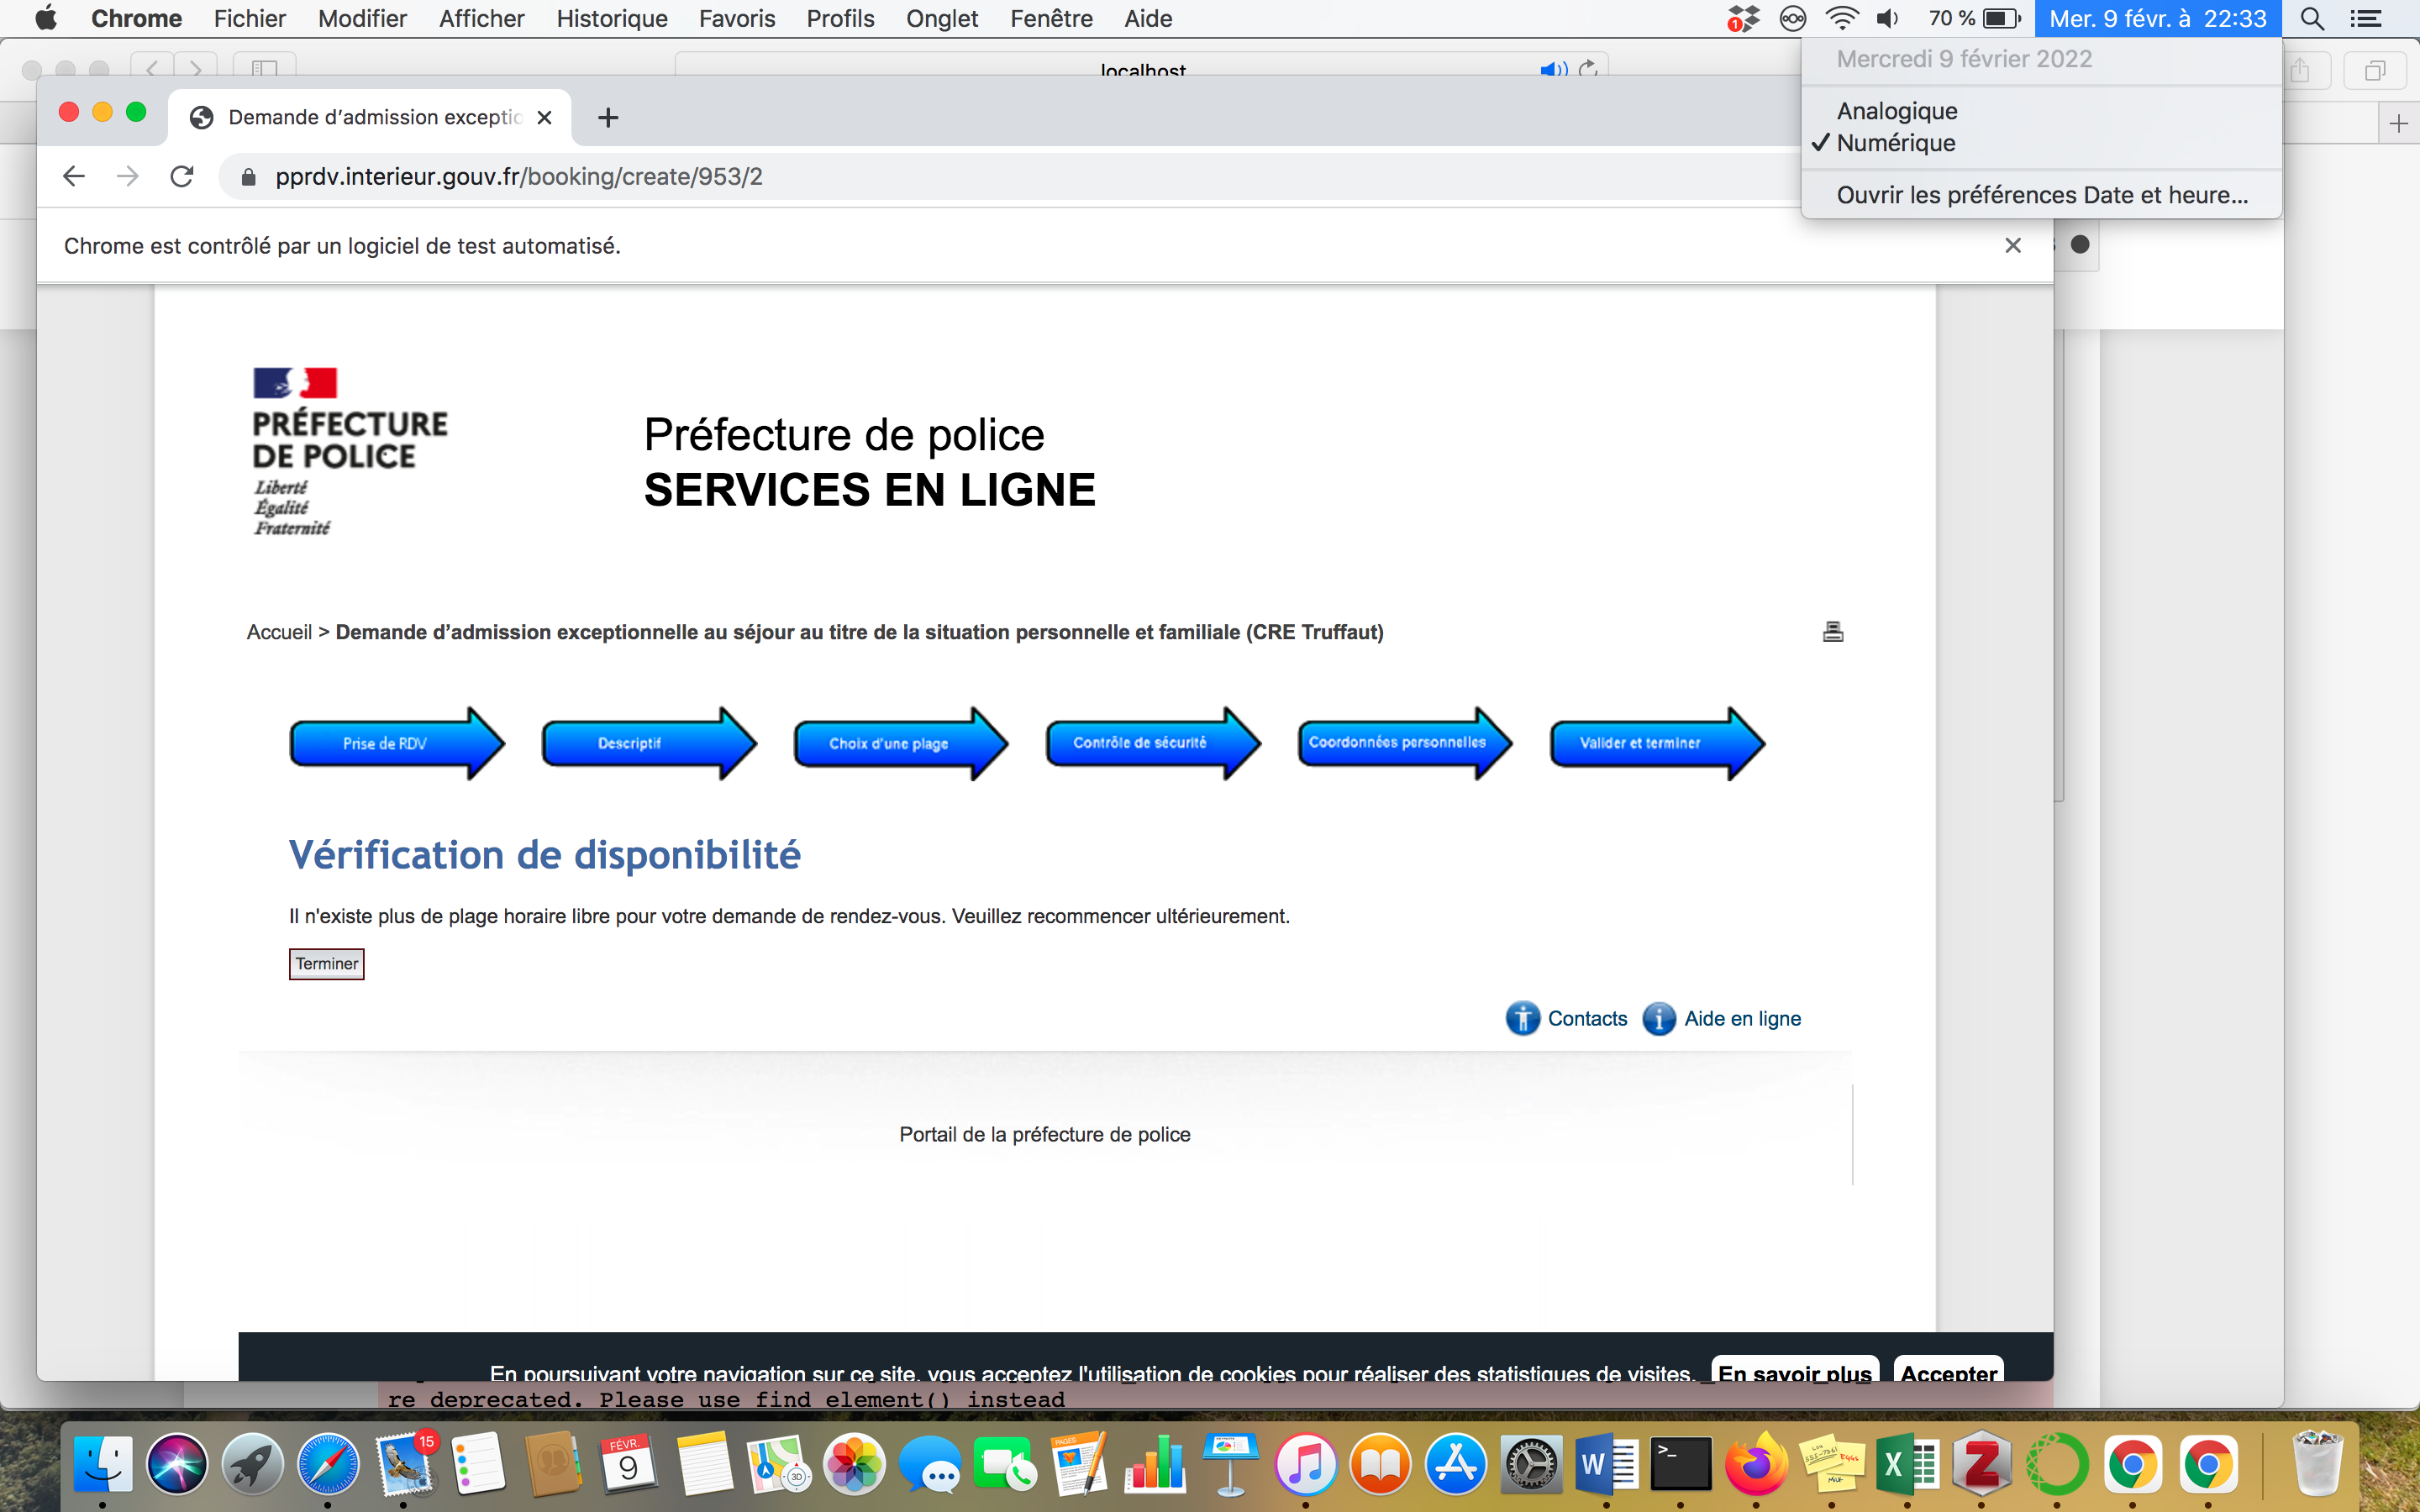 Chrome Fichier Modifier Afficher Historique Favoris Profils Onglet Fenêtre Aide
1 70 % Mer. 9 févr. à 22:33
Mercredi 9 février 2022
Analogique
✓ Numérique
Ouvrir les préférences Date et heure...
localhost
Demande d’admission exceptio
pprdv.interieur.gouv.fr/booking/create/953/2
Chrome est contrôlé par un logiciel de test automatisé.
PRÉFECTURE
DE POLICE
Liberté
Égalité
Fraternité
Préfecture de police
SERVICES EN LIGNE
Accueil > Demande d’admission exceptionnelle au séjour au titre de la situation personnelle et familiale (CRE Truffaut)
Prise de RDV
Descriptif
Choix d'une plage
Contrôle de sécurité
Coordonnées personnelles
Valider et terminer
Vérification de disponibilité
Il n'existe plus de plage horaire libre pour votre demande de rendez-vous. Veuillez recommencer ultérieurement.
Terminer
Contacts
Aide en ligne
Portail de la préfecture de police
En poursuivant votre navigation sur ce site, vous acceptez l'utilisation de cookies pour réaliser des statistiques de visites. En savoir plus Accepter
re deprecated. Please use find_element() instead
15
FÉVR.
9
PAGES
3D